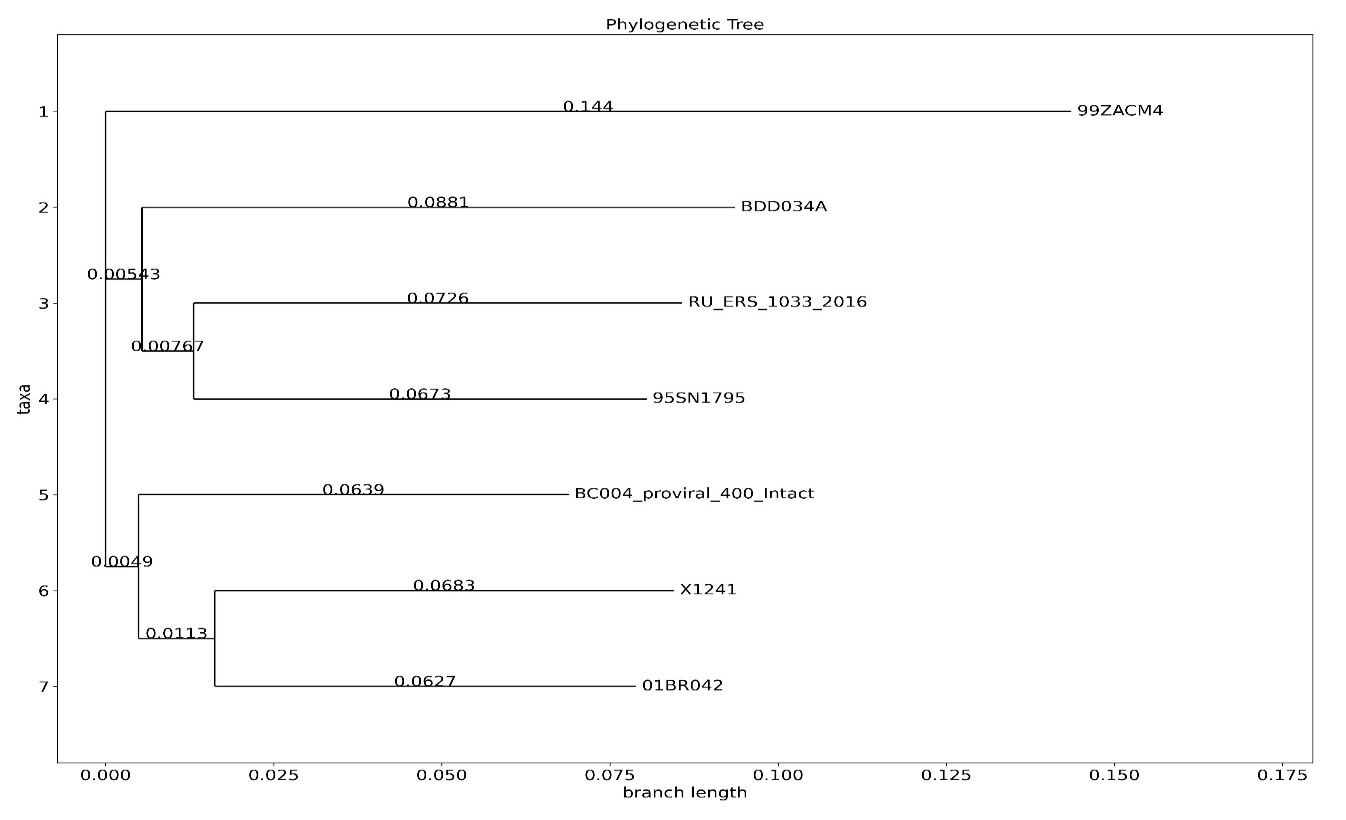 Phylogenetic Tree
1
0.144
99ZACM4
2
0.0881
BDD034A
0.00543
3
0.0726
RU_ERS_1033_2016
0.00767
taxa
4
0.0673
95SN1795
5
0.0639
BC004_proviral_400_Intact
0.0049
6
0.0683
X1241
0.0113
7
0.0627
01BR042
0.000 0.025 0.050 0.075 0.100 0.125 0.150 0.175
branch length